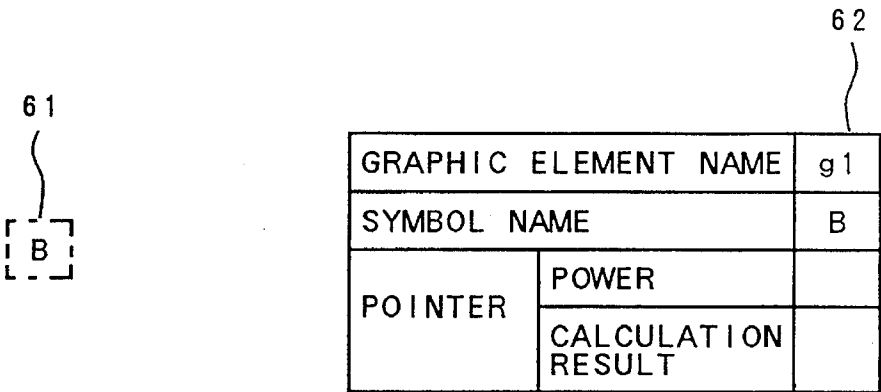 62
61
GRAPHIC ELEMENT NAME g1
SYMBOL NAME B
B
POINTER
POWER
CALCULATION
RESULT